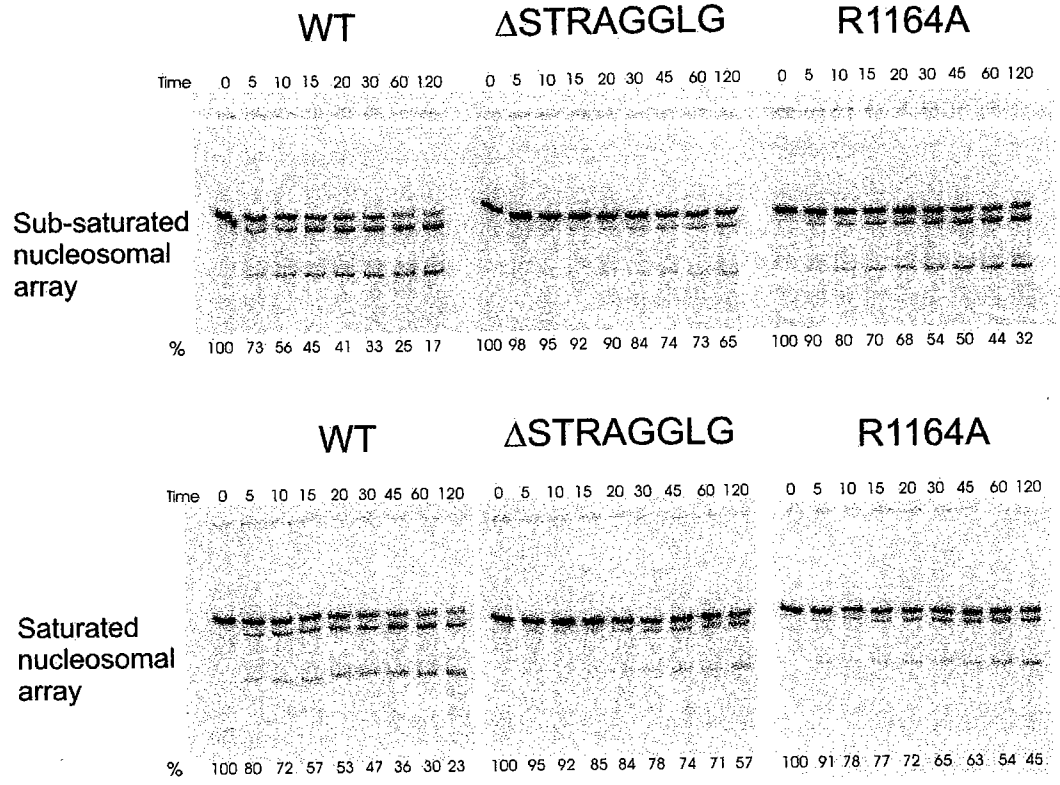 WT ΔSTRAGGLG R1164A
Time 0 5 10 15 20 30 60 120 0 5 10 15 20 30 45 60 120 0 5 10 15 20 30 45 60 120
Sub-saturated
nucleosomal
array
% 100 73 56 45 41 33 25 17 100 98 95 92 90 84 74 73 65 100 90 80 70 68 54 50 44 32
WT ΔSTRAGGLG R1164A
Time 0 5 10 15 20 30 45 60 120 0 5 10 15 20 30 45 60 120 0 5 10 15 20 30 45 60 120
Saturated
nucleosomal
array
% 100 80 72 57 53 47 36 30 23 100 95 92 85 84 78 74 71 57 100 91 78 77 72 65 63 54 45